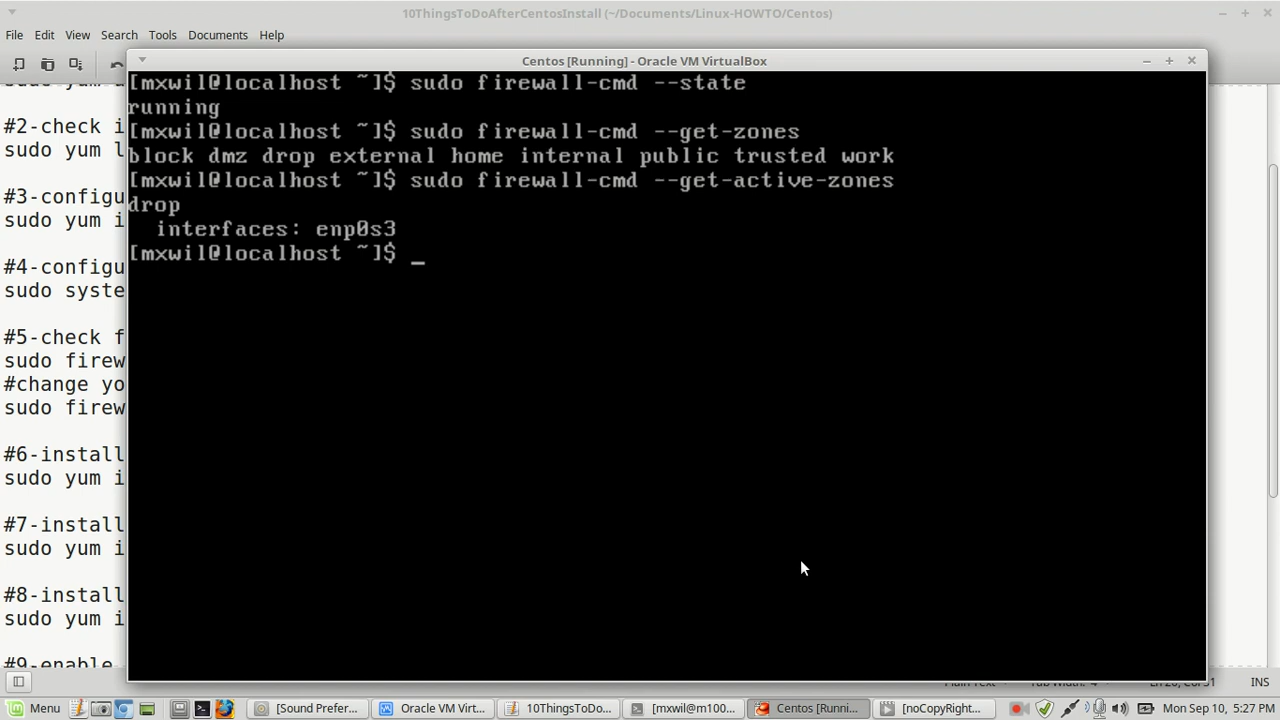 10ThingsToDoAfterCentosInstall (~/Documents/Linux-HOWTO/Centos)
File Edit View Search Tools Documents Help
Centos [Running] - Oracle VM VirtualBox
[mxwil@localhost ~]$ sudo firewall-cmd --state
running
[mxwil@localhost ~]$ sudo firewall-cmd --get-zones
block dmz drop external home internal public trusted work
[mxwil@localhost ~]$ sudo firewall-cmd --get-active-zones
drop
interfaces: enp0s3
[mxwil@localhost ~]$ _
#2-check i
sudo yum l
#3-configu
sudo yum i
#4-configu
sudo syste
#5-check f
sudo firew
#change yo
sudo firew
#6-install
sudo yum i
#7-install
sudo yum i
#8-install
sudo yum i
#9-enable
INS
Menu [Sound Prefer... Oracle VM Virt... 10ThingsToDo... [mxwil@m100... Centos [Runni... [noCopyRight... Mon Sep 10, 5:27 PM